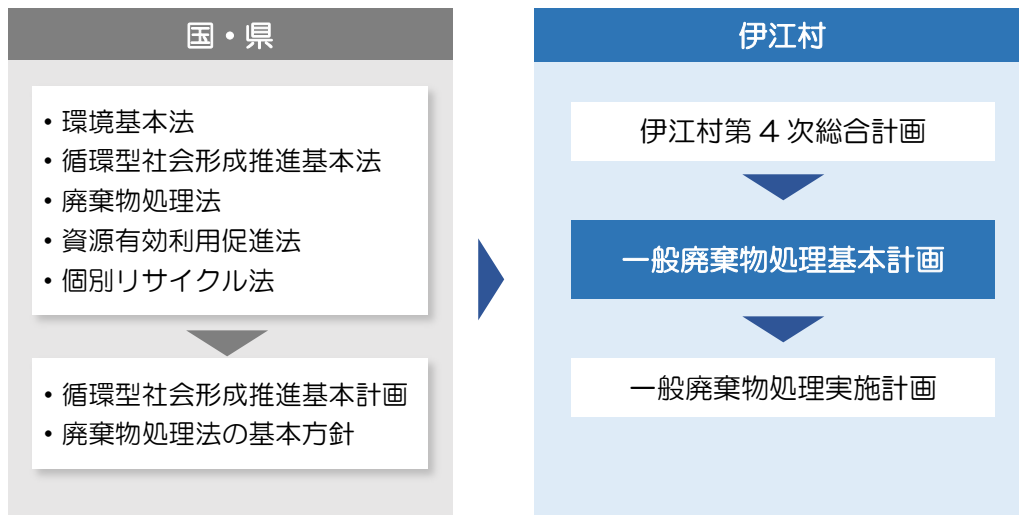 国・県
・環境基本法
・循環型社会形成推進基本法
・廃棄物処理法
・資源有効利用促進法
・個別リサイクル法
・循環型社会形成推進基本計画
・廃棄物処理法の基本方針
伊江村
伊江村第 4 次総合計画
一般廃棄物処理基本計画
一般廃棄物処理実施計画